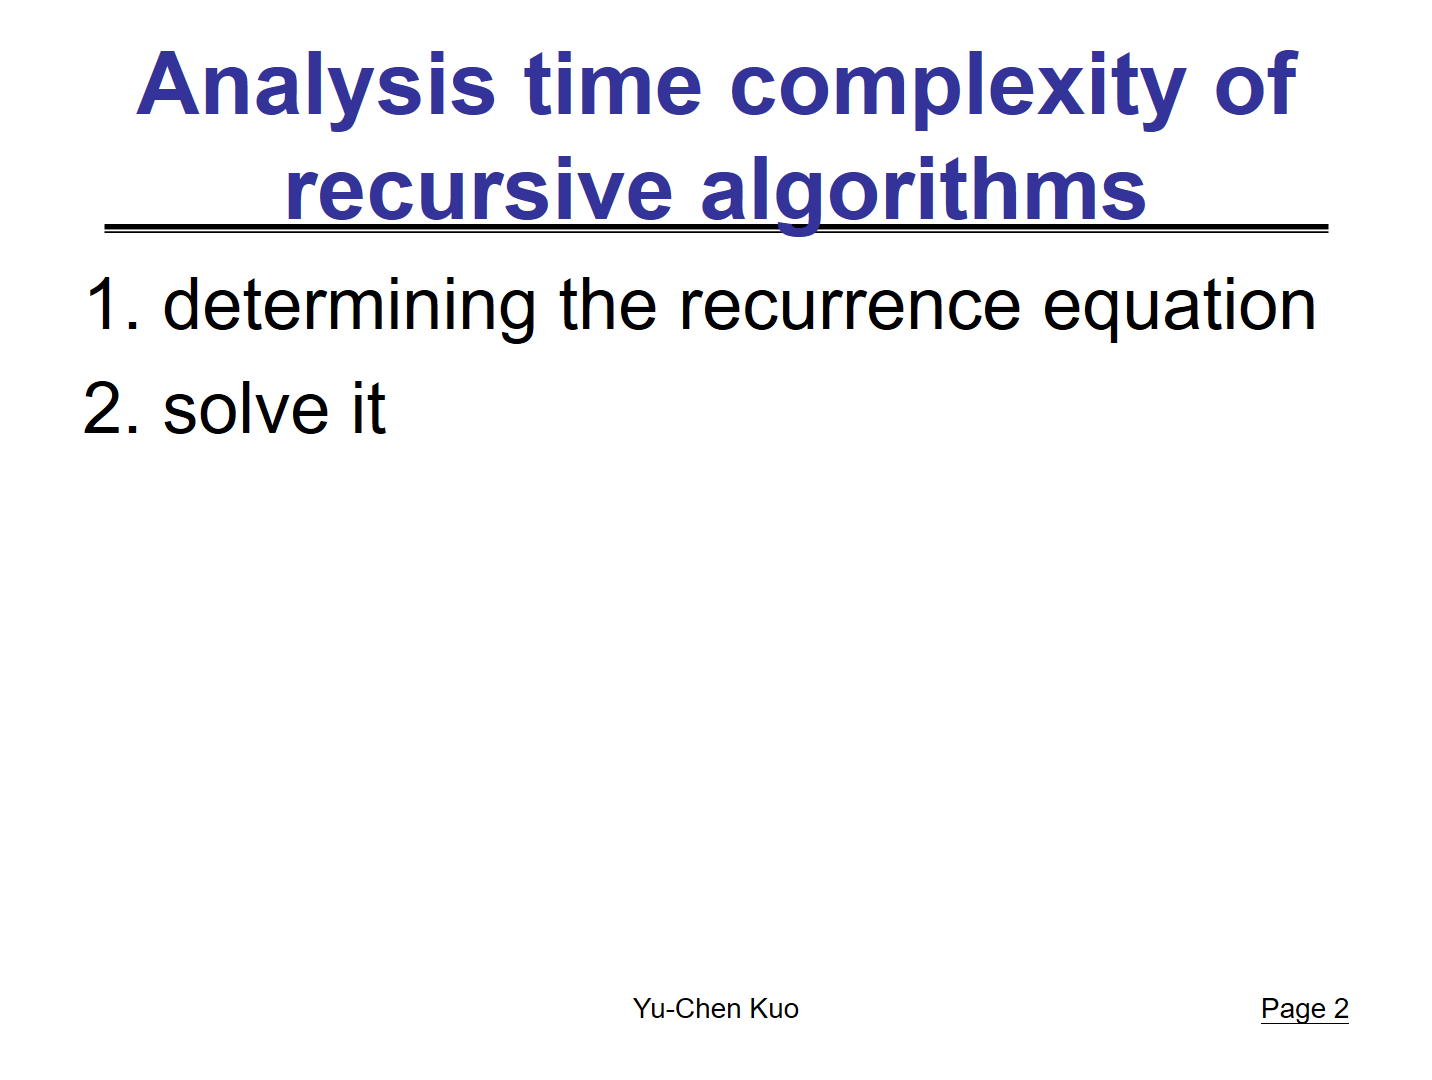 Analysis time complexity of
recursive algorithms
1. determining the recurrence equation
2. solve it
Yu-Chen Kuo
Page 2